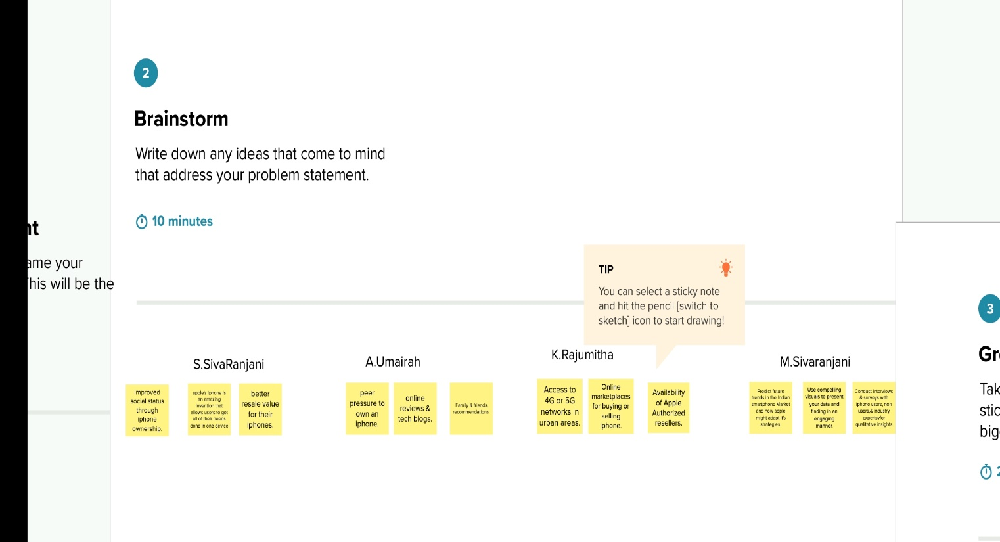 2
Brainstorm
Write down any ideas that come to mind
that address your problem statement.
10 minutes
nt
ame your
This will be the
TIP
You can select a sticky note
and hit the pencil [switch to
sketch] icon to start drawing!
S.SivaRanjani
Improved
social status
through
iphone
ownership.
apple's iphone is
an amazing
invention that
allows users to get
all of their needs
done in one device
better
resale value
for their
iphones.
A.Umairah
peer
pressure to
own an
iphone.
online
reviews &
tech blogs.
Family & friends
recommendations.
K.Rajumitha
Access to
4G or 5G
networks in
urban areas.
Online
marketplaces
for buying or
selling
iphone.
Availability
of Apple
Authorized
resellers.
M.Sivaranjani
Predict future
trends in the Indian
smartphone Market
and how apple
might adapt it's
strategies.
Use compelling
visuals to present
your data and
finding in an
engaging
manner.
Conduct interviews
& surveys with
iphone users, non
users,& industry
expertsfor
qualitative insights
3
Gr
Tak
stic
big
2